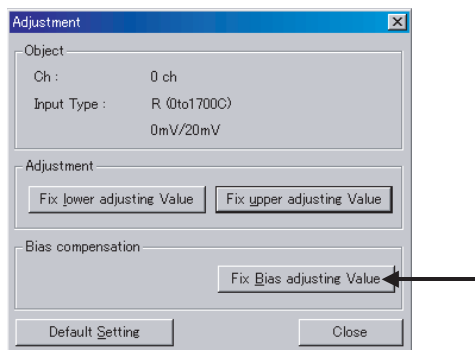 Adjustment
Object
Ch : 0 ch
Input Type : R (0to1700C)
0mV/20mV
Adjustment
Fix lower adjusting Value Fix upper adjusting Value
Bias compensation
Fix Bias adjusting Value
Default Setting Close